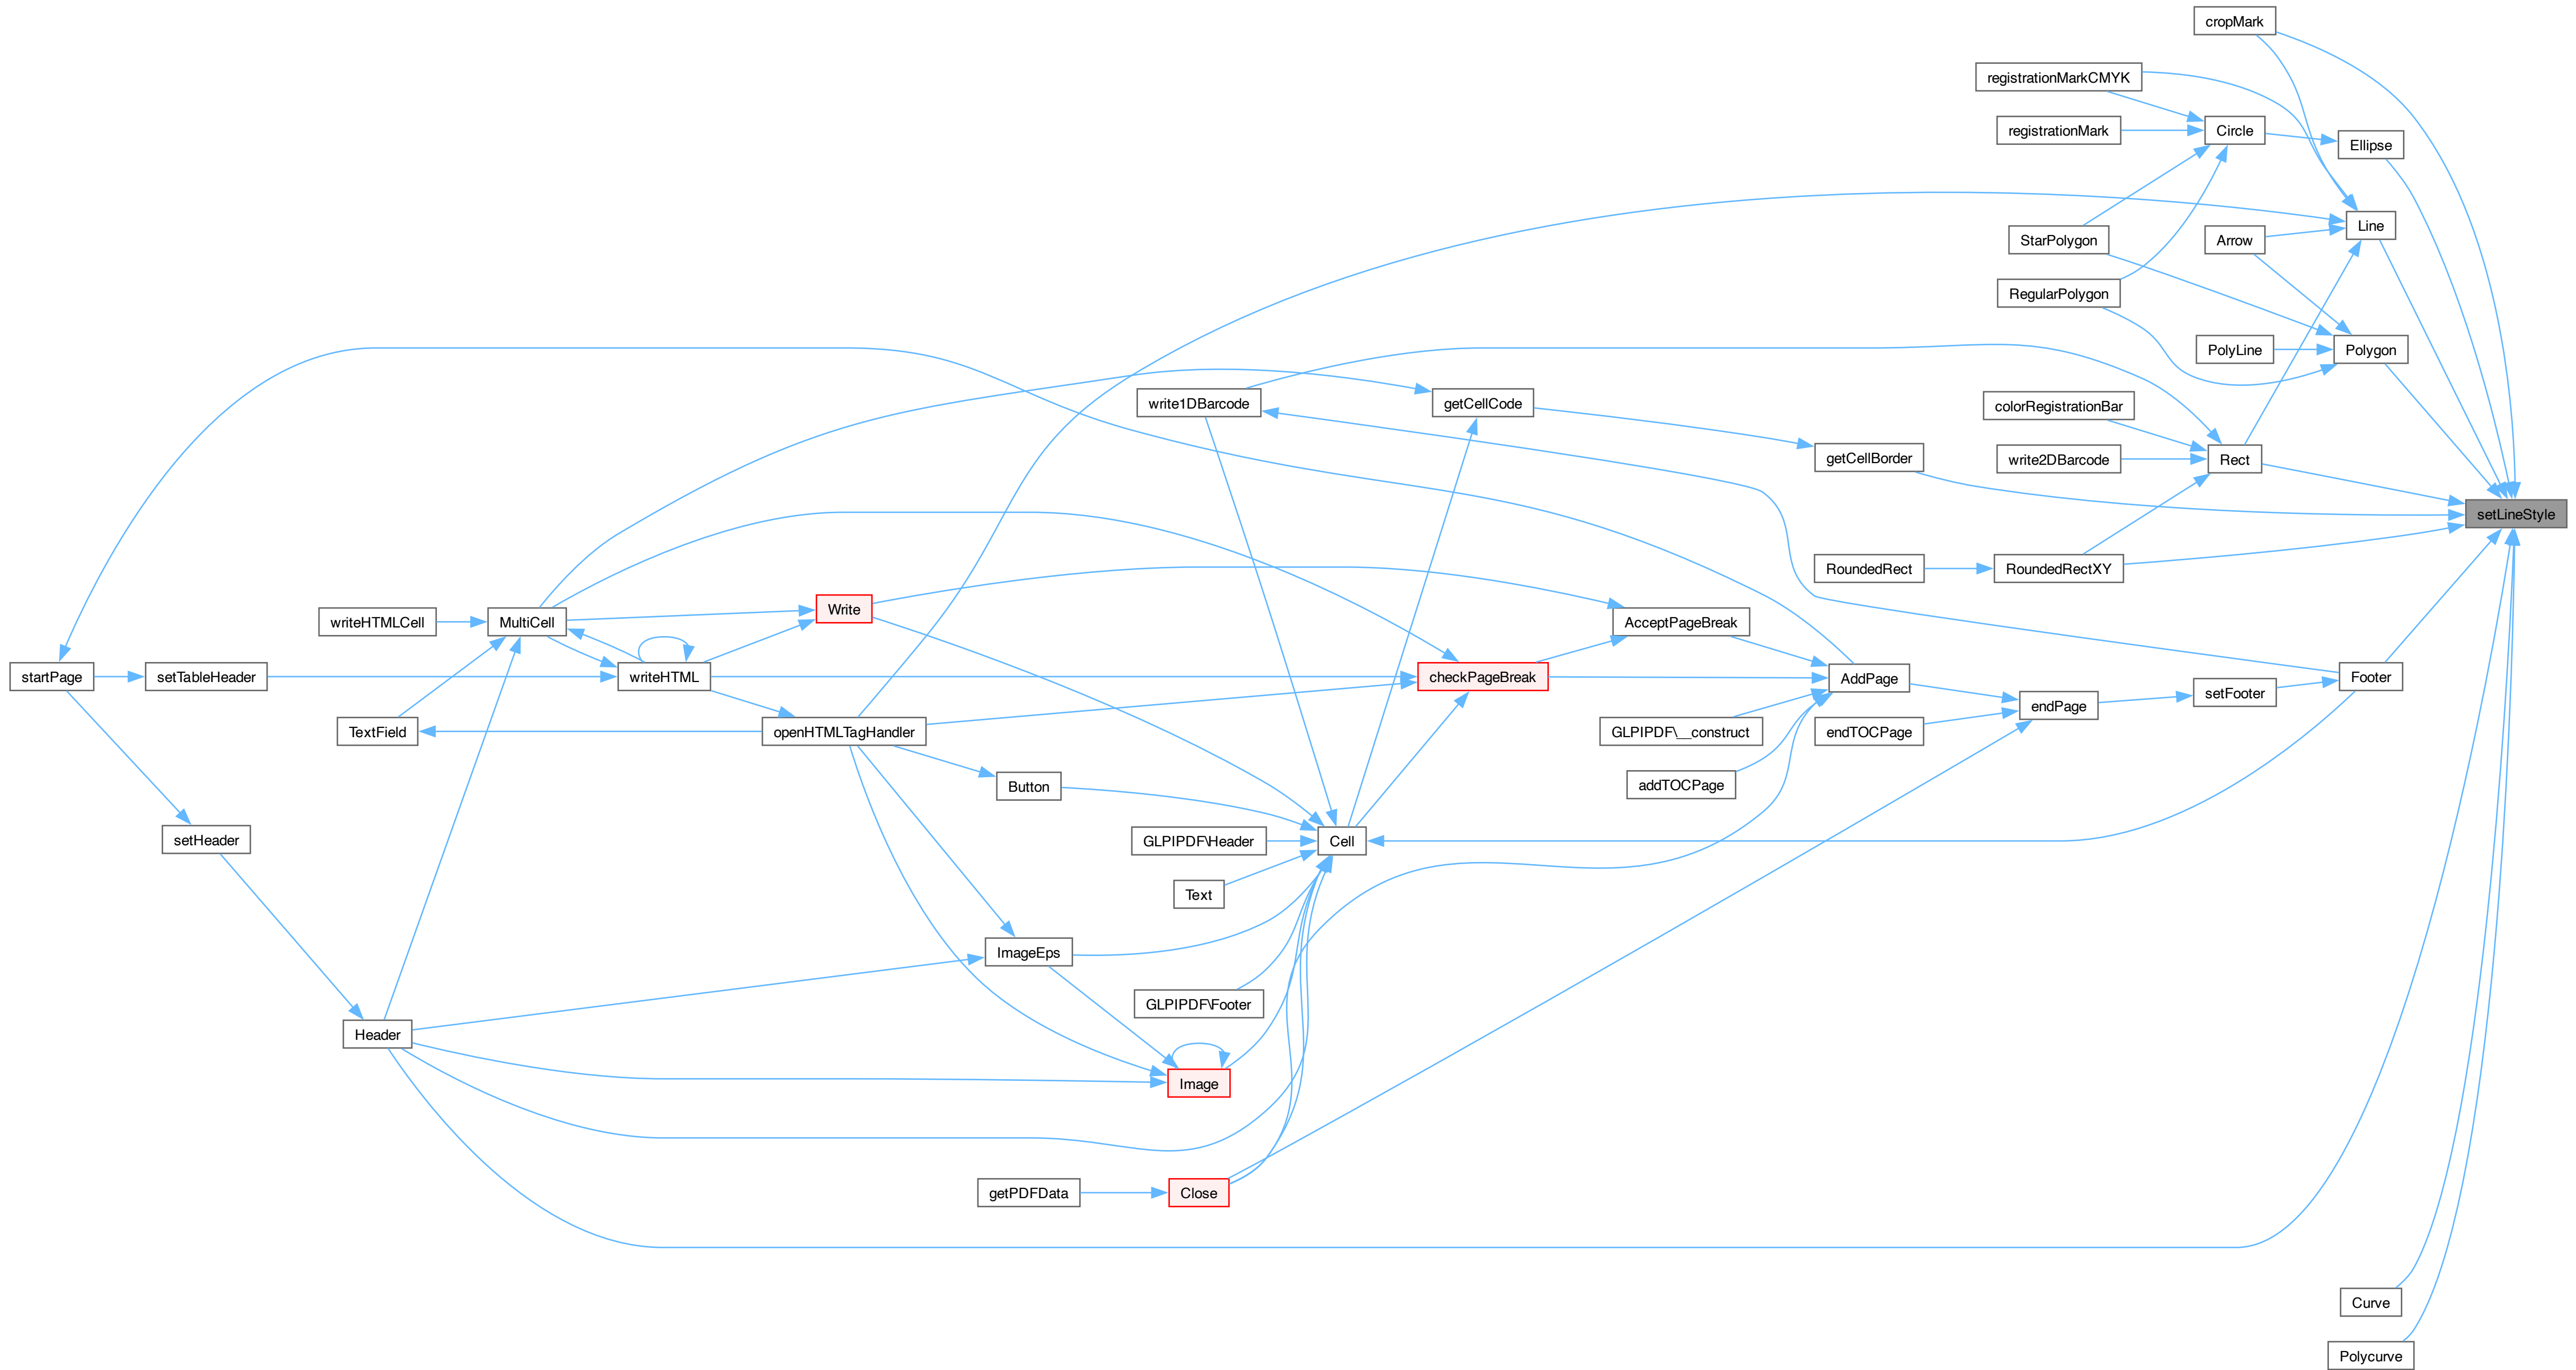 cropMark
registrationMarkCMYK
Circle
registrationMark
Ellipse
Line
StarPolygon
Arrow
RegularPolygon
PolyLine
Polygon
write1DBarcode
getCellCode
colorRegistrationBar
getCellBorder
write2DBarcode
Rect
setLineStyle
RoundedRect
RoundedRectXY
Write
writeHTMLCell
MultiCell
AcceptPageBreak
startPage
setTableHeader
writeHTML
checkPageBreak
AddPage
Footer
setFooter
endPage
TextField
openHTMLTagHandler
GLPIPDF\__construct
endTOCPage
Button
addTOCPage
setHeader
GLPIPDF\Header
Cell
Text
ImageEps
GLPIPDF\Footer
Header
Image
getPDFData
Close
Curve
Polycurve